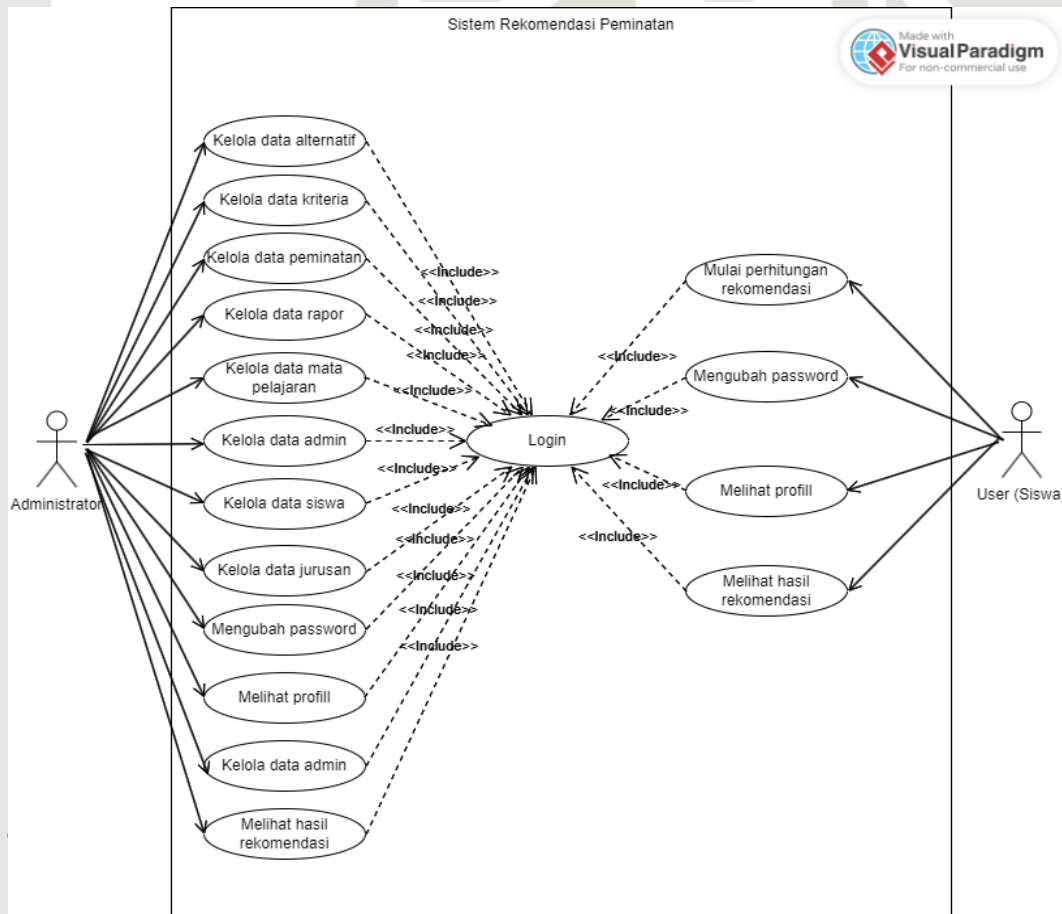 Sistem Rekomendasi Peminatan
Made with
Visual Paradigm
For non-commercial use
Kelola data alternatif
Kelola data kriteria
Kelola data peminatan
Kelola data rapor
Kelola data mata
pelajaran
Kelola data admin
Kelola data siswa
Kelola data jurusan
Mengubah password
Melihat profill
Kelola data admin
Melihat hasil
rekomendasi
Administrator
<<Include>>
<<Include>>
<<Include>>
<<Include>>
<<Include>>
<<Include>>
<<Include>>
<<Include>>
<<Include>>
<<Include>>
<<Include>>
<<Include>>
Login
<<Include>>
<<Include>>
<<Include>>
<<Include>>
Mulai perhitungan
rekomendasi
Mengubah password
Melihat profill
Melihat hasil
rekomendasi
User (Siswa)